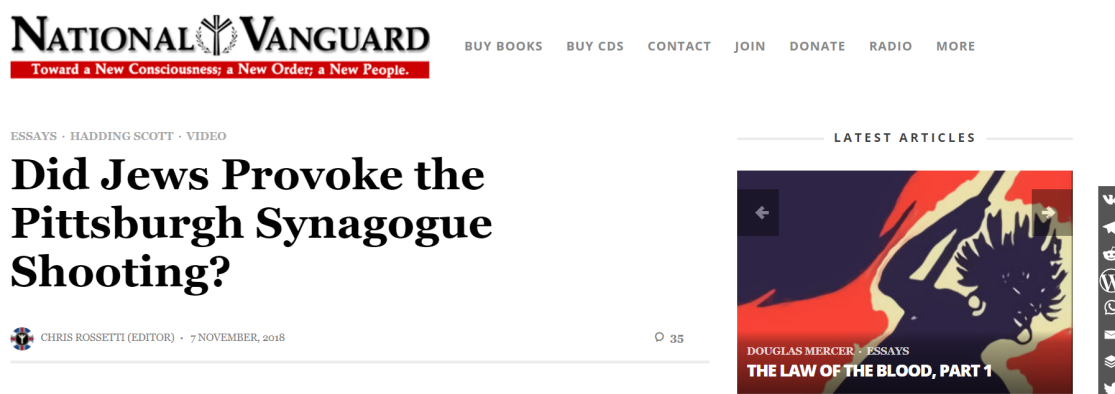 NATIONAL VANGUARD
Toward a New Consciousness; a New Order; a New People.
BUY BOOKS BUY CDS CONTACT JOIN DONATE RADIO MORE
ESSAYS · HADDING SCOTT · VIDEO
Did Jews Provoke the
Pittsburgh Synagogue
Shooting?
CHRIS ROSSETTI (EDITOR) · 7 NOVEMBER, 2018
35
LATEST ARTICLES
DOUGLAS MERCER · ESSAYS
THE LAW OF THE BLOOD, PART 1